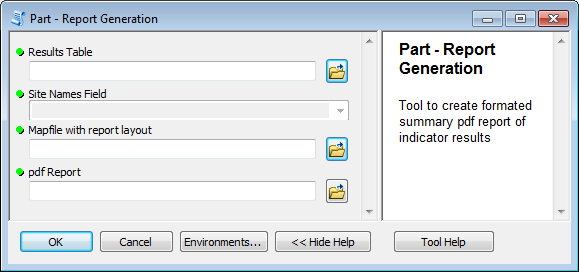 Part - Report Generation
Results Table
Site Names Field
Mapfile with report layout
pdf Report
Part - Report
Generation
Tool to create formated
summary pdf report of
indicator results
OK
Cancel
Environments...
<< Hide Help
Tool Help